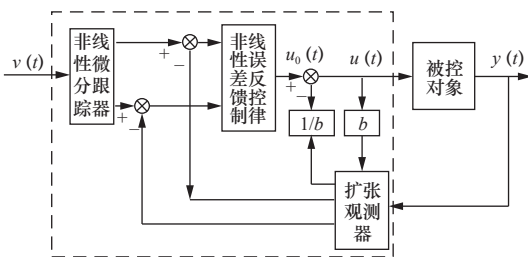 v (t)
非线
性微
分跟
踪器
+
−
+
−
非线
性误
差反
馈控
制律
u₀ (t)
+
−
u (t)
1/b
b
被控
对象
y (t)
扩张
观测
器